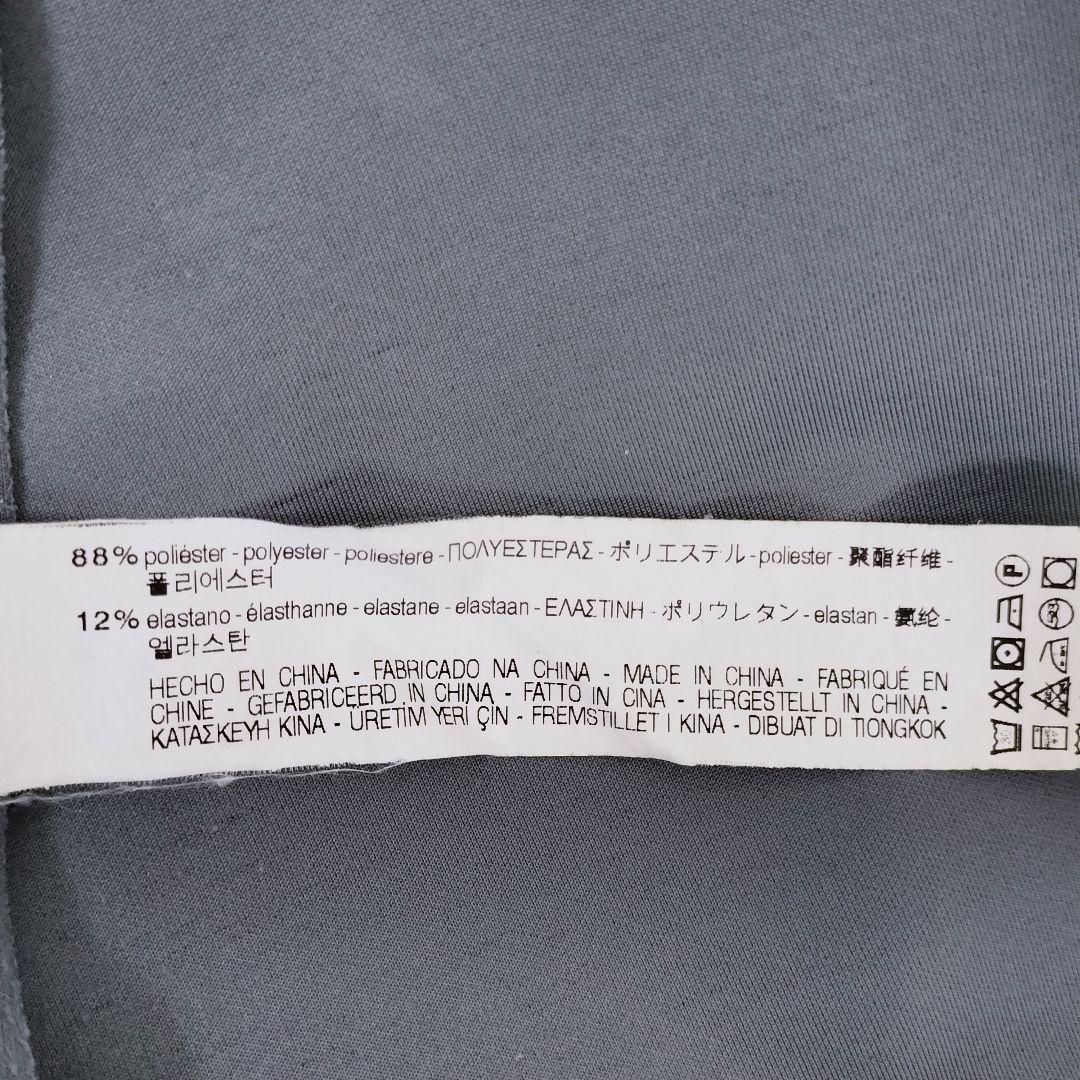 88% poliéster - polyester - poliestere - ΠΟΛΥΕΣΤΕΡΑΣ - ポリエステル - poliester - 聚酯纤维 -
폴리에스터
12% elastano - élasthanne - elastane - elastaan - ΕΛΑΣΤΙΝΗ - ポリウレタン - elastan - 氨纶 -
엘라스탄
HECHO EN CHINA - FABRICADO NA CHINA - MADE IN CHINA - FABRIQUÉ EN
CHINE - GEFABRICEERD IN CHINA - FATTO IN CINA - HERGESTELLT IN CHINA -
ΚΑΤΑΣΚΕΥΗ ΚΙΝΑ - ÜRETİM YERİ ÇİN - FREMSTILLET I KINA - DIBUAT DI TIONGKOK
P